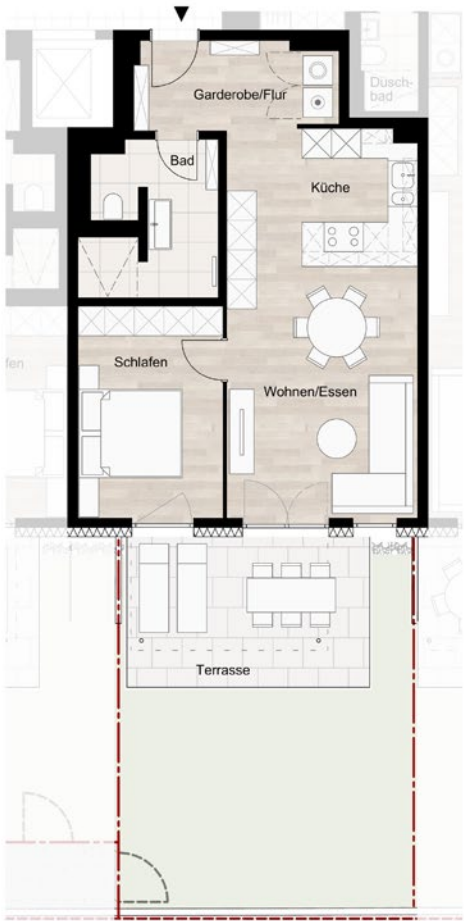 Garderobe/Flur
Dusch-
bad
Bad
Küche
Schlafen
Wohnen/Essen
Terrasse